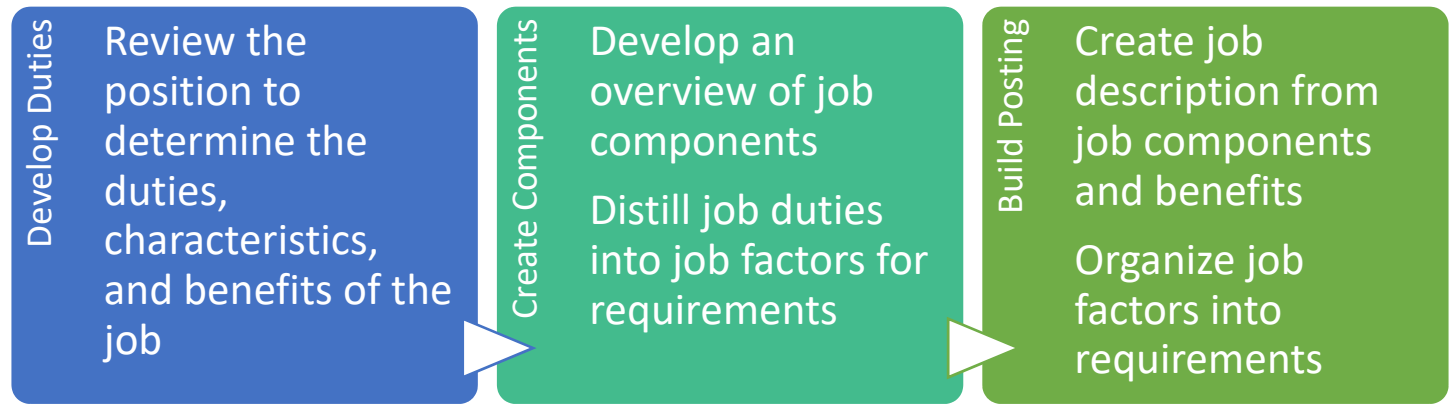 Develop Duties
Review the
position to
determine the
duties,
characteristics,
and benefits of the
job
Create Components
Develop an
overview of job
components
Distill job duties
into job factors for
requirements
Build Posting
Create job
description from
job components
and benefits
Organize job
factors into
requirements